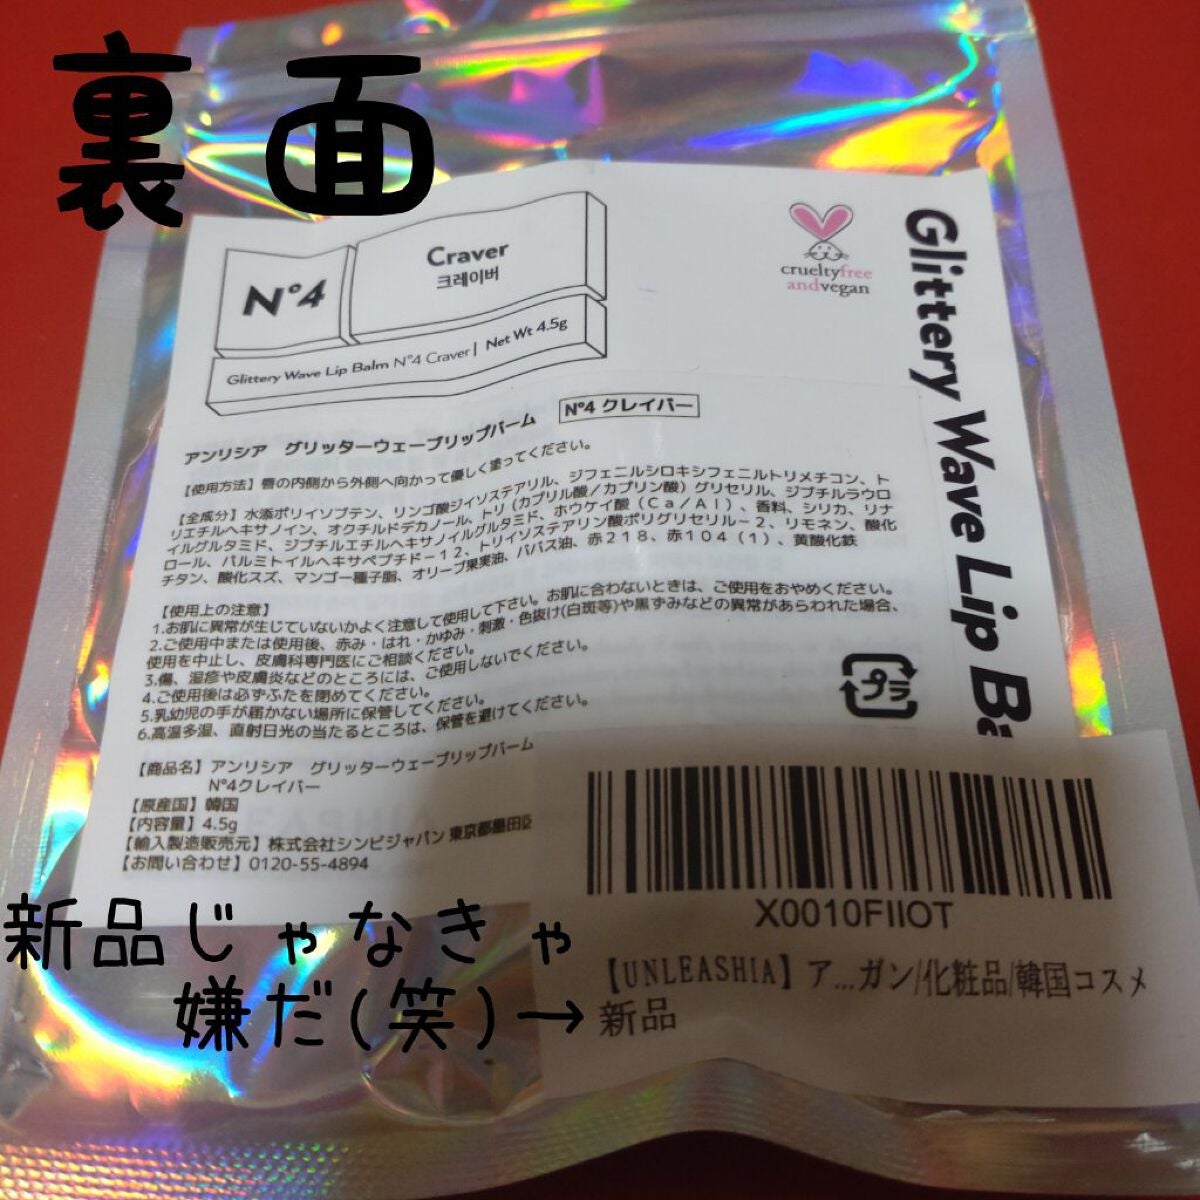 裏面
N°4
Craver
크레이버
Glittery Wave Lip Balm N°4 Craver | Net Wt 4.5g
crueltyfree
andvegan
Glittery Wave Lip Ba
アンリシア グリッターウェーブリップバーム
N°4 クレイバー
【使用方法】唇の内側から外側へ向かって優しく塗ってください。
【全成分】水添ポリイソブテン、リンゴ酸ジイソステアリル、ジフェニルシロキシフェニルトリメチコン、ト
リエチルヘキサノイン、オクチルドデカノール、トリ(カプリル酸/カプリン酸)グリセリル、ジブチルラウロ
イルグルタミド、ジブチルエチルヘキサノイルグルタミド、ホウケイ酸(Ca/Al)、香料、シリカ、リナ
ロール、パルミトイルヘキサペプチド-12、トリイソステアリン酸ポリグリセリル-2、リモネン、酸化
チタン、酸化スズ、マンゴー種子脂、オリーブ果実油、ババス油、赤218、赤104(1)、黄酸化鉄
【使用上の注意】
1.お肌に異常が生じていないかよく注意して使用して下さい。お肌に合わないときは、ご使用をおやめください。
2.ご使用中または使用後、赤み・はれ・かゆみ・刺激・色抜け(白斑等)や黒ずみなどの異常があらわれた場合、
使用を中止し、皮膚科専門医にご相談ください。
3.傷、湿疹や皮膚炎などのところには、ご使用しないでください。
4.ご使用後は必ずふたを閉めてください。
5.乳幼児の手が届かない場所に保管してください。
6.高温多湿、直射日光の当たるところは、保管を避けてください。
プラ
【商品名】アンリシア グリッターウェーブリップバーム
N°4クレイバー
【原産国】韓国
【内容量】4.5g
【輸入製造販売元】株式会社シンビジャパン 東京都墨田区
【お問い合わせ】0120-55-4894
X0010FIIOT
【UNLEASHIA】ア...ガン/化粧品/韓国コスメ
新品
新品じゃなきゃ
嫌だ(笑)→